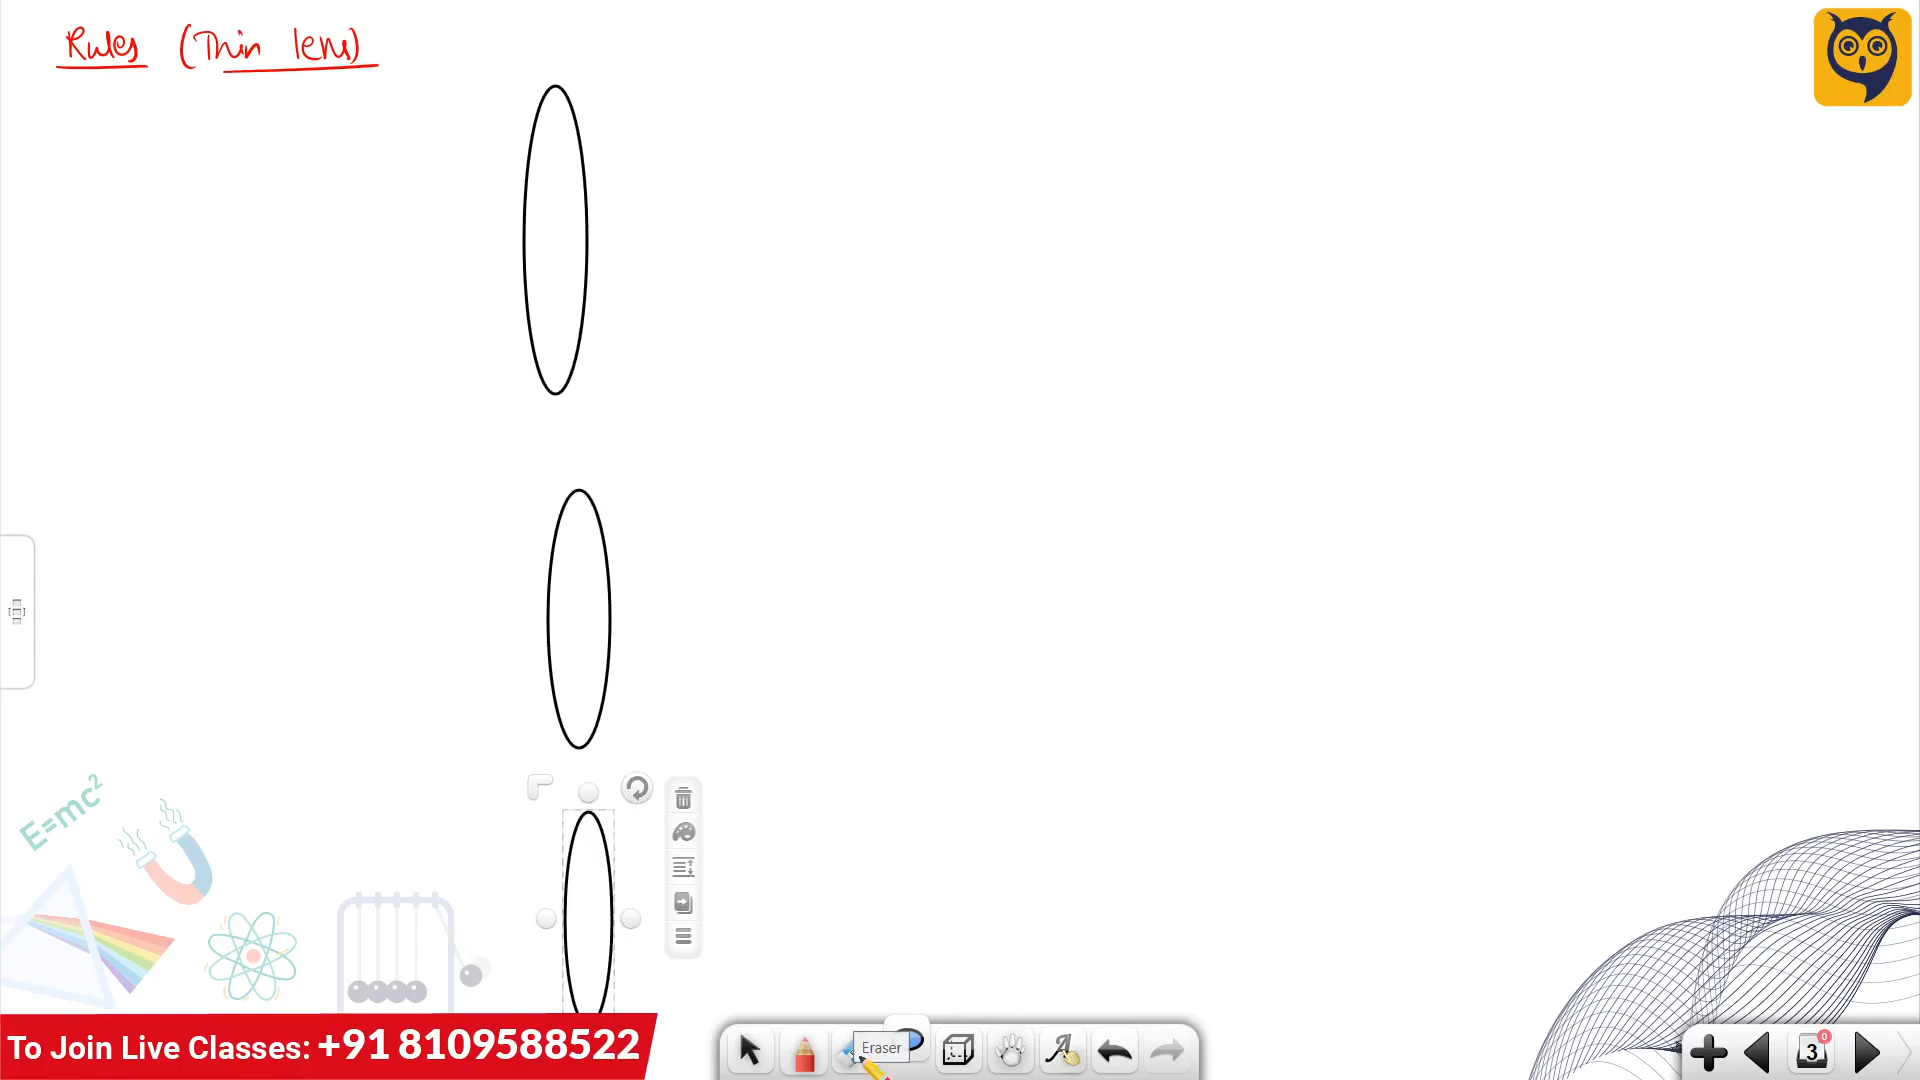 Rules (Thin lens)
E=mc²
To Join Live Classes: +91 8109588522
Eraser
3
0